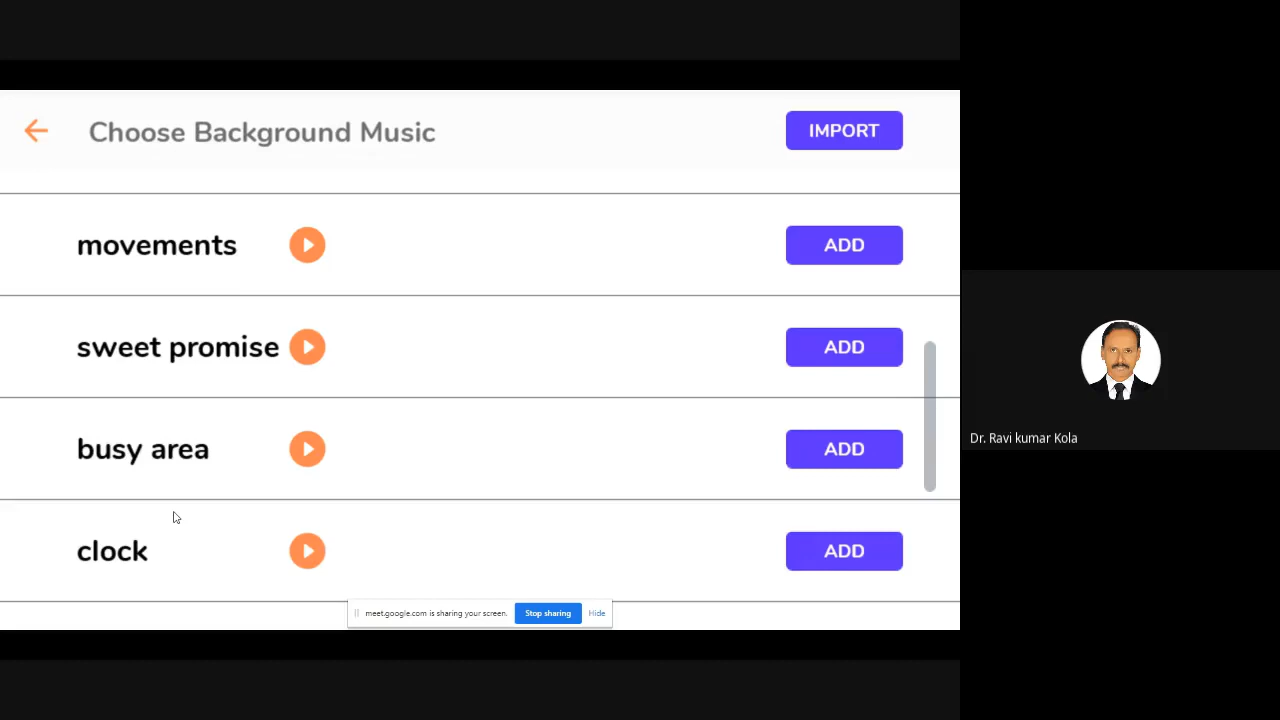 Choose Background Music
IMPORT
movements
ADD
sweet promise
ADD
busy area
ADD
clock
ADD
meet.google.com is sharing your screen.
Stop sharing
Hide
Dr. Ravi kumar Kola